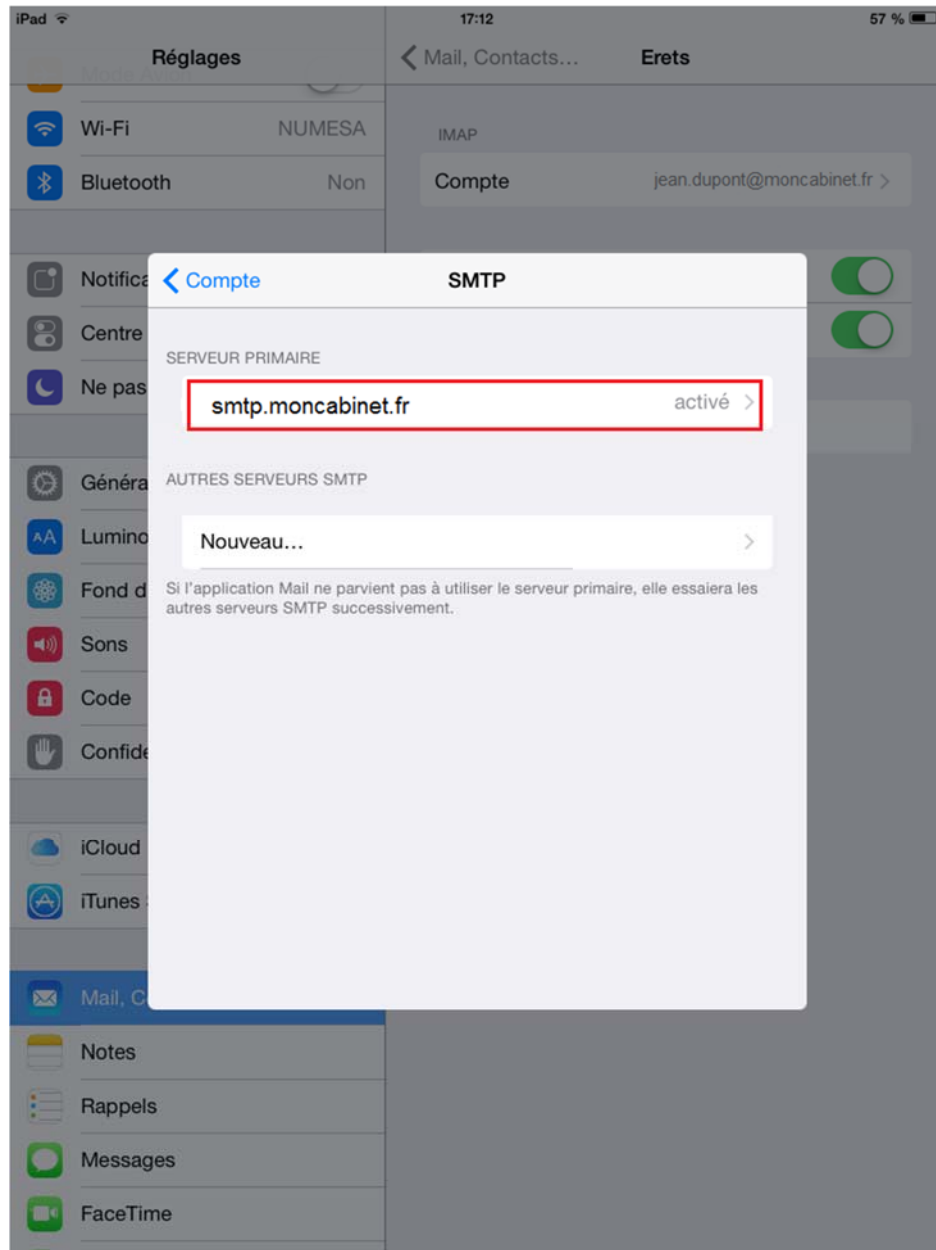 iPad 17:12 57 %
Réglages
Mail, Contacts... Erets
Mode Avion
Wi-Fi NUMESA
IMAP
Bluetooth Non
Compte jean.dupont@moncabinet.fr
Notifica
Compte SMTP
Centre
SERVEUR PRIMAIRE
Ne pas
smtp.moncabinet.fr activé
Généra
AUTRES SERVEURS SMTP
AA Lumino
Nouveau...
Fond d
Si l'application Mail ne parvient pas à utiliser le serveur primaire, elle essaiera les
autres serveurs SMTP successivement.
Sons
Code
Confide
iCloud
iTunes
Mail, C
Notes
Rappels
Messages
FaceTime